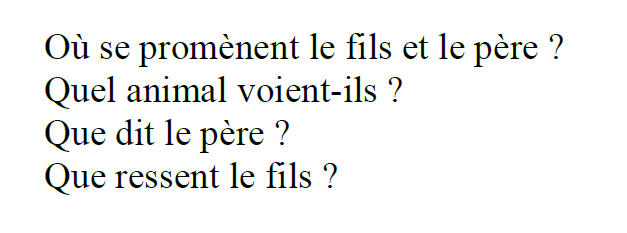 Où se promènent le fils et le père ?
Quel animal voient-ils ?
Que dit le père ?
Que ressent le fils ?